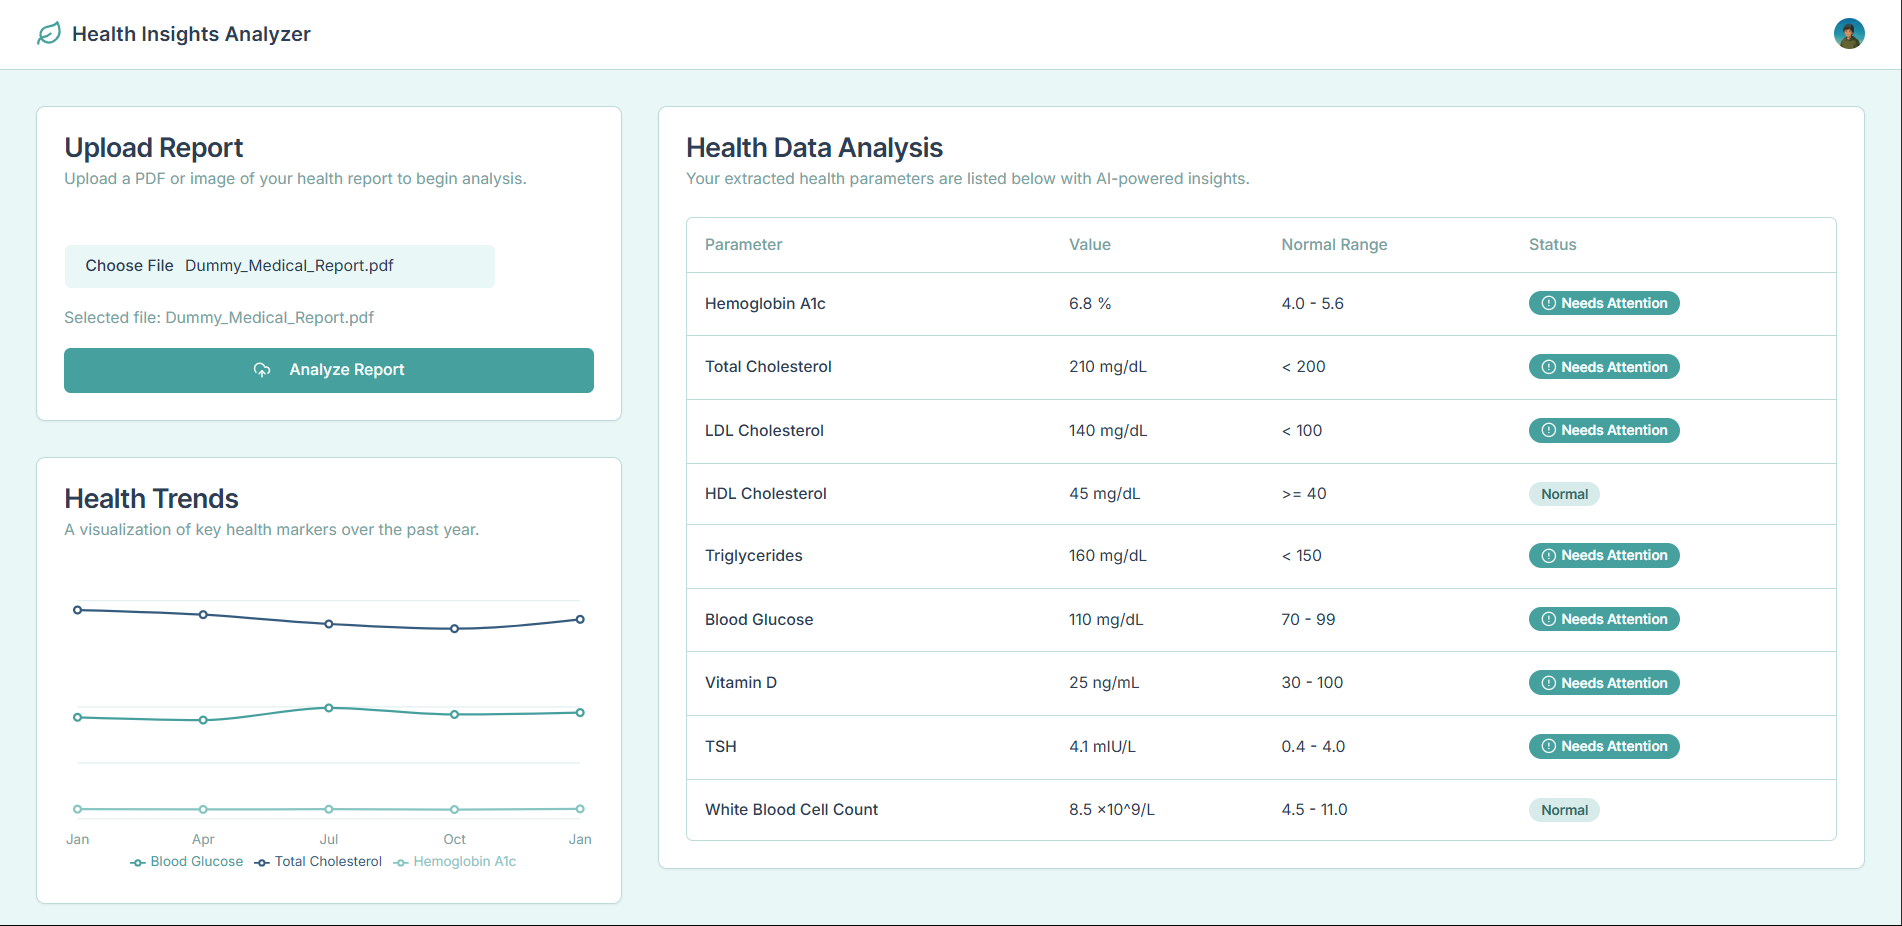 Health Insights Analyzer
Upload Report
Upload a PDF or image of your health report to begin analysis.
Choose File Dummy_Medical_Report.pdf
Selected file: Dummy_Medical_Report.pdf
Analyze Report
Health Trends
A visualization of key health markers over the past year.
Jan Apr Jul Oct Jan
Blood Glucose Total Cholesterol Hemoglobin A1c
Health Data Analysis
Your extracted health parameters are listed below with AI-powered insights.
Parameter Value Normal Range Status
Hemoglobin A1c 6.8 % 4.0 - 5.6 Needs Attention
Total Cholesterol 210 mg/dL < 200 Needs Attention
LDL Cholesterol 140 mg/dL < 100 Needs Attention
HDL Cholesterol 45 mg/dL >= 40 Normal
Triglycerides 160 mg/dL < 150 Needs Attention
Blood Glucose 110 mg/dL 70 - 99 Needs Attention
Vitamin D 25 ng/mL 30 - 100 Needs Attention
TSH 4.1 mIU/L 0.4 - 4.0 Needs Attention
White Blood Cell Count 8.5 ×10^9/L 4.5 - 11.0 Normal